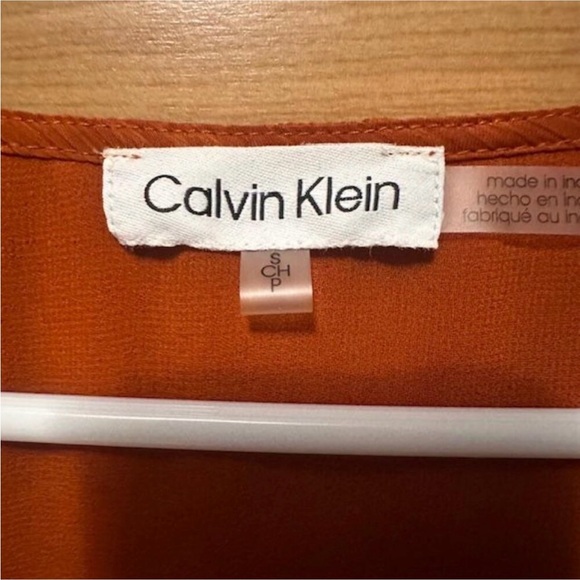 Calvin Klein
S
CH
P
made in
hecho en
fabriqué au